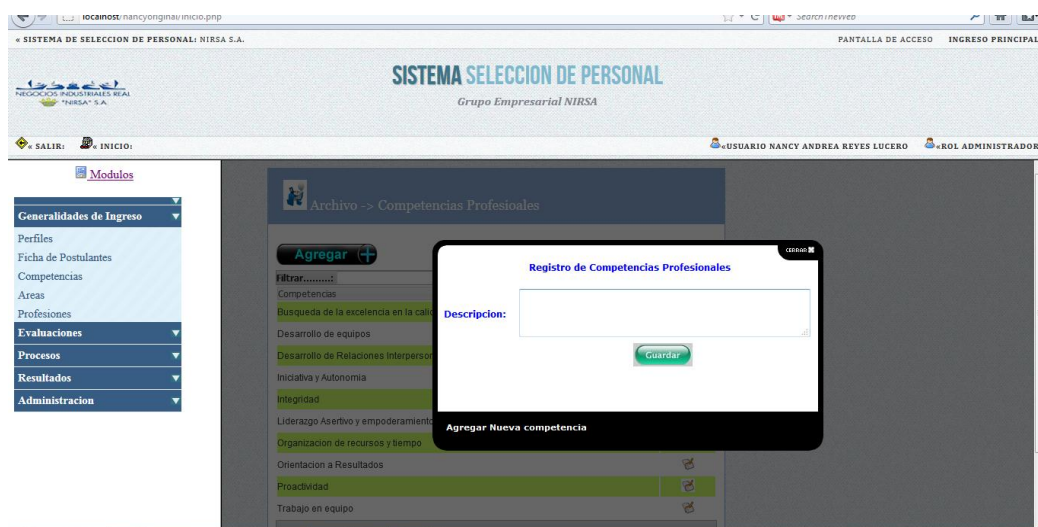 localhost/nancyoriginal/inicio.php
SearchTheWeb
« SISTEMA DE SELECCION DE PERSONAL: NIRSA S.A.
PANTALLA DE ACCESO INGRESO PRINCIPAL
NEGOCIOS INDUSTRIALES REAL
"NIRSA" S.A.
SISTEMA SELECCION DE PERSONAL
Grupo Empresarial NIRSA
« SALIR: « INICIO:
«USUARIO NANCY ANDREA REYES LUCERO «ROL ADMINISTRADOR
Modulos
Generalidades de Ingreso
Perfiles
Ficha de Postulantes
Competencias
Areas
Profesiones
Evaluaciones
Procesos
Resultados
Administracion
Archivo -> Competencias Profesioales
Agregar
Filtrar.........:
Competencias
Busqueda de la excelencia en la
Desarrollo de equipos
Desarrollo de Relaciones Interperson
Iniciativa y Autonomia
Integridad
Liderazgo Asertivo y empoderamiento
Organizacion de recursos y tiempo
Orientacion a Resultados
Proactividad
Trabajo en equipo
CERRAR
Registro de Competencias Profesionales
Descripcion:
Guardar
Agregar Nueva competencia